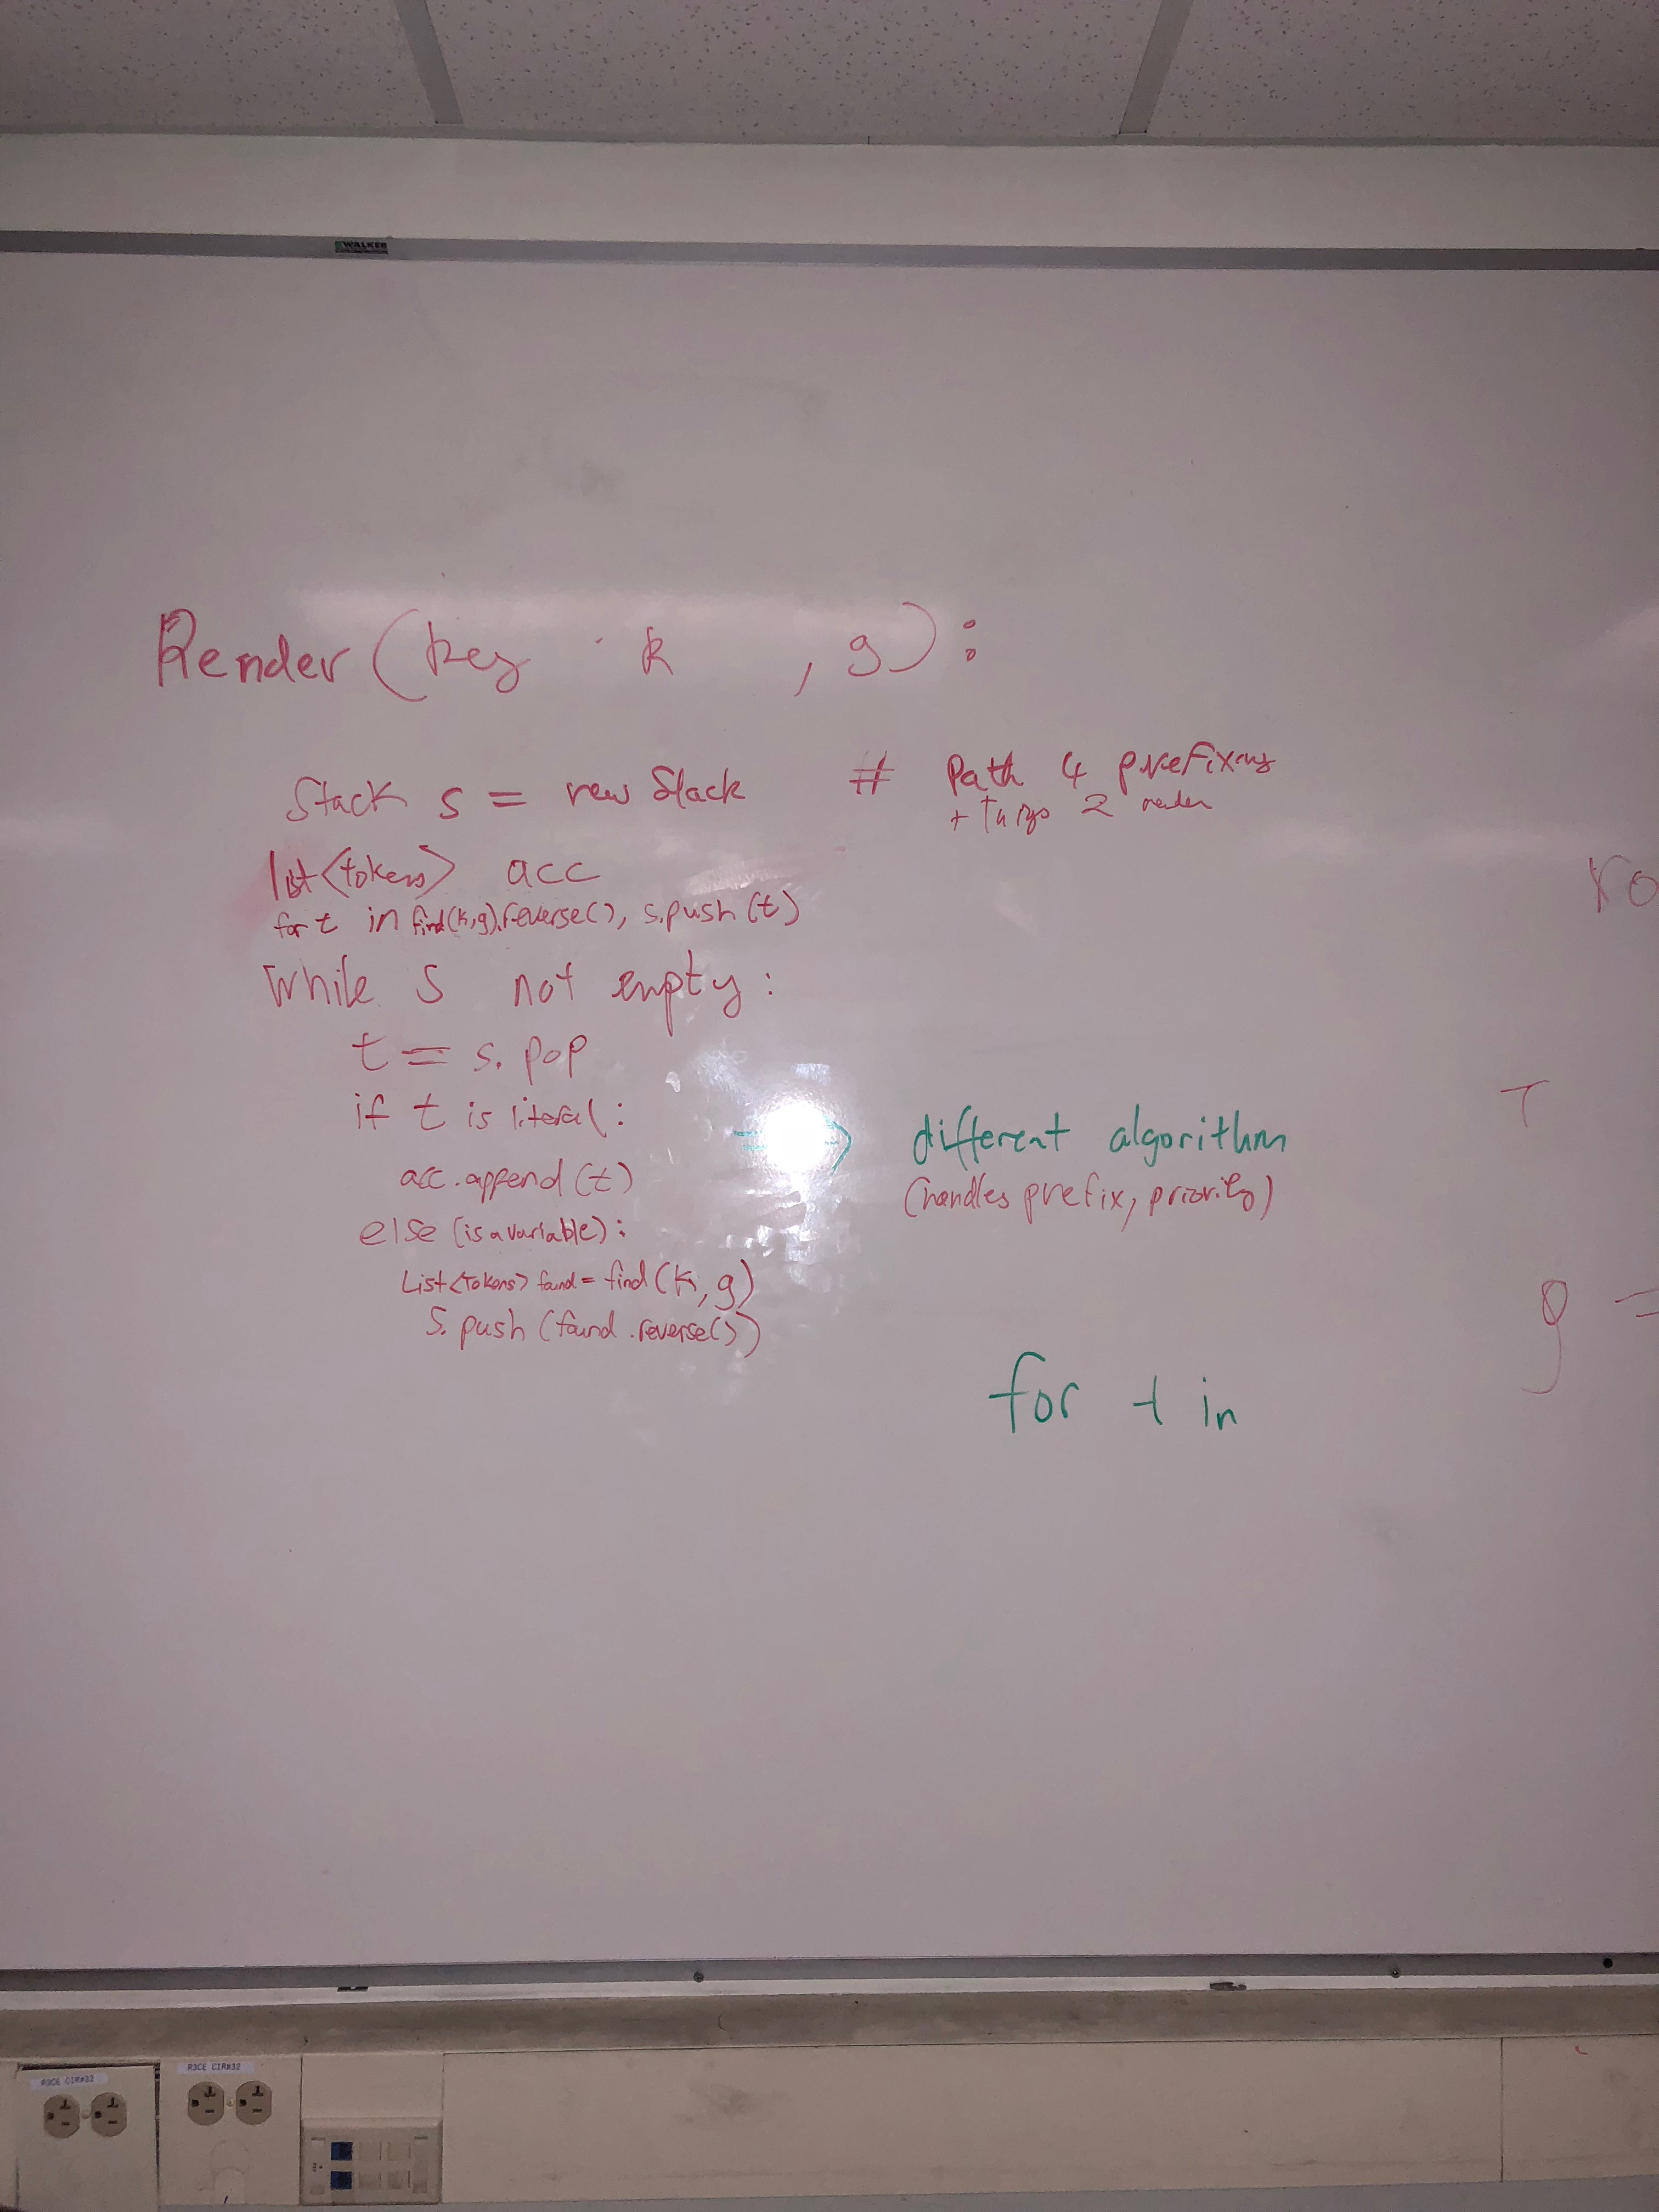 WALKER
Render (key k , g) :
Stack s = new Stack # Path 4 prefixing
+ things 2 render
list<tokens> acc
for t in find(k,g).reverse(), s.push(t)
While S not empty :
t = s. pop
if t is literal :
acc.append(t)
else (is a variable) :
List<Tokens> found = find (k, g)
S. push (found .reverse())
=> different algorithm
(handles prefix, priority)
for t in
ro
T
g =
R3CE CIR#32
R3CE CIR#32